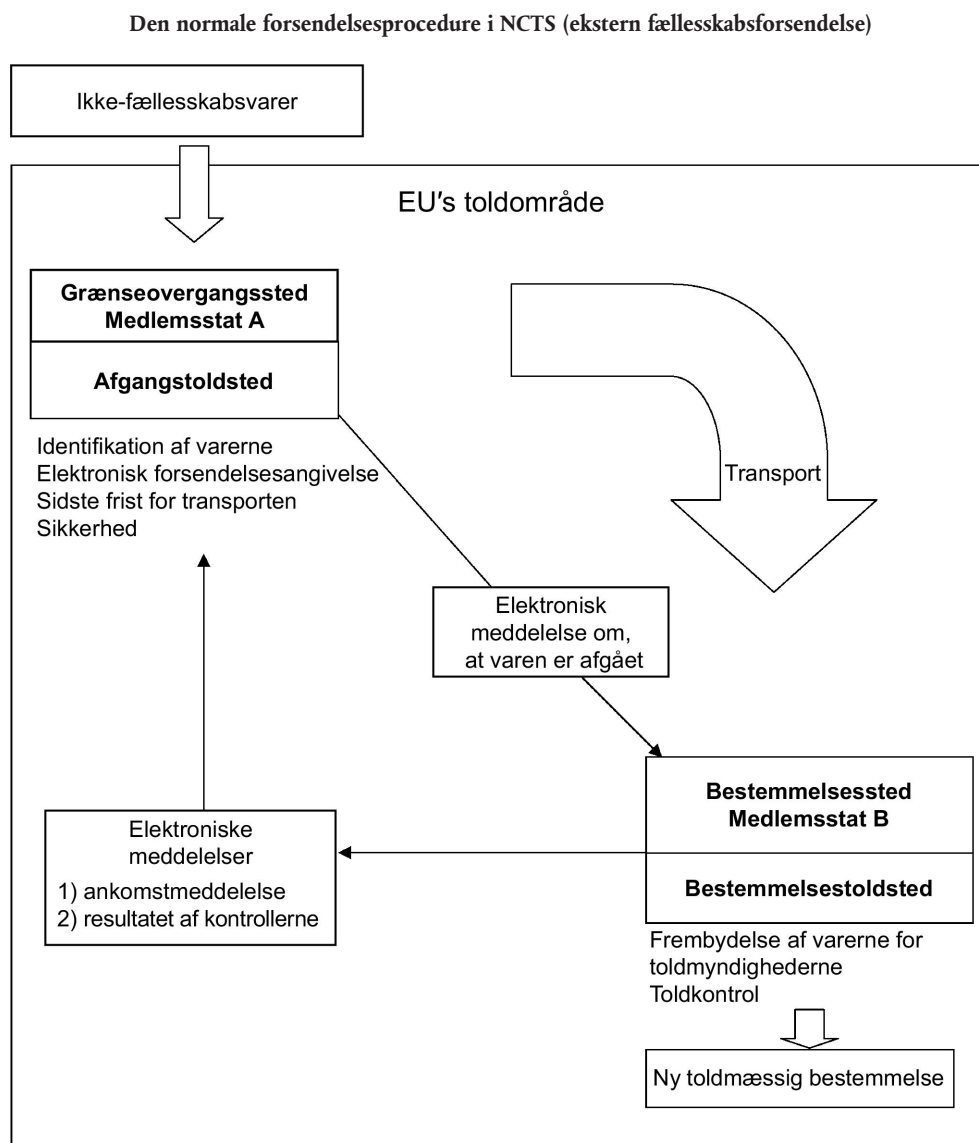 Den normale forsendelsesprocedure i NCTS (ekstern fællesskabsforsendelse)
Ikke-fællesskabsvarer
EU's toldområde
Grænseovergangssted
Medlemsstat A
Afgangstoldsted
Identifikation af varerne
Elektronisk forsendelsesangivelse
Sidste frist for transporten
Sikkerhed
Transport
Elektronisk
meddelelse om,
at varen er afgået
Bestemmelsessted
Medlemsstat B
Bestemmelsestoldsted
Elektroniske
meddelelser
1) ankomstmeddelelse
2) resultatet af kontrollerne
Frembydelse af varerne for
toldmyndighederne
Toldkontrol
Ny toldmæssig bestemmelse